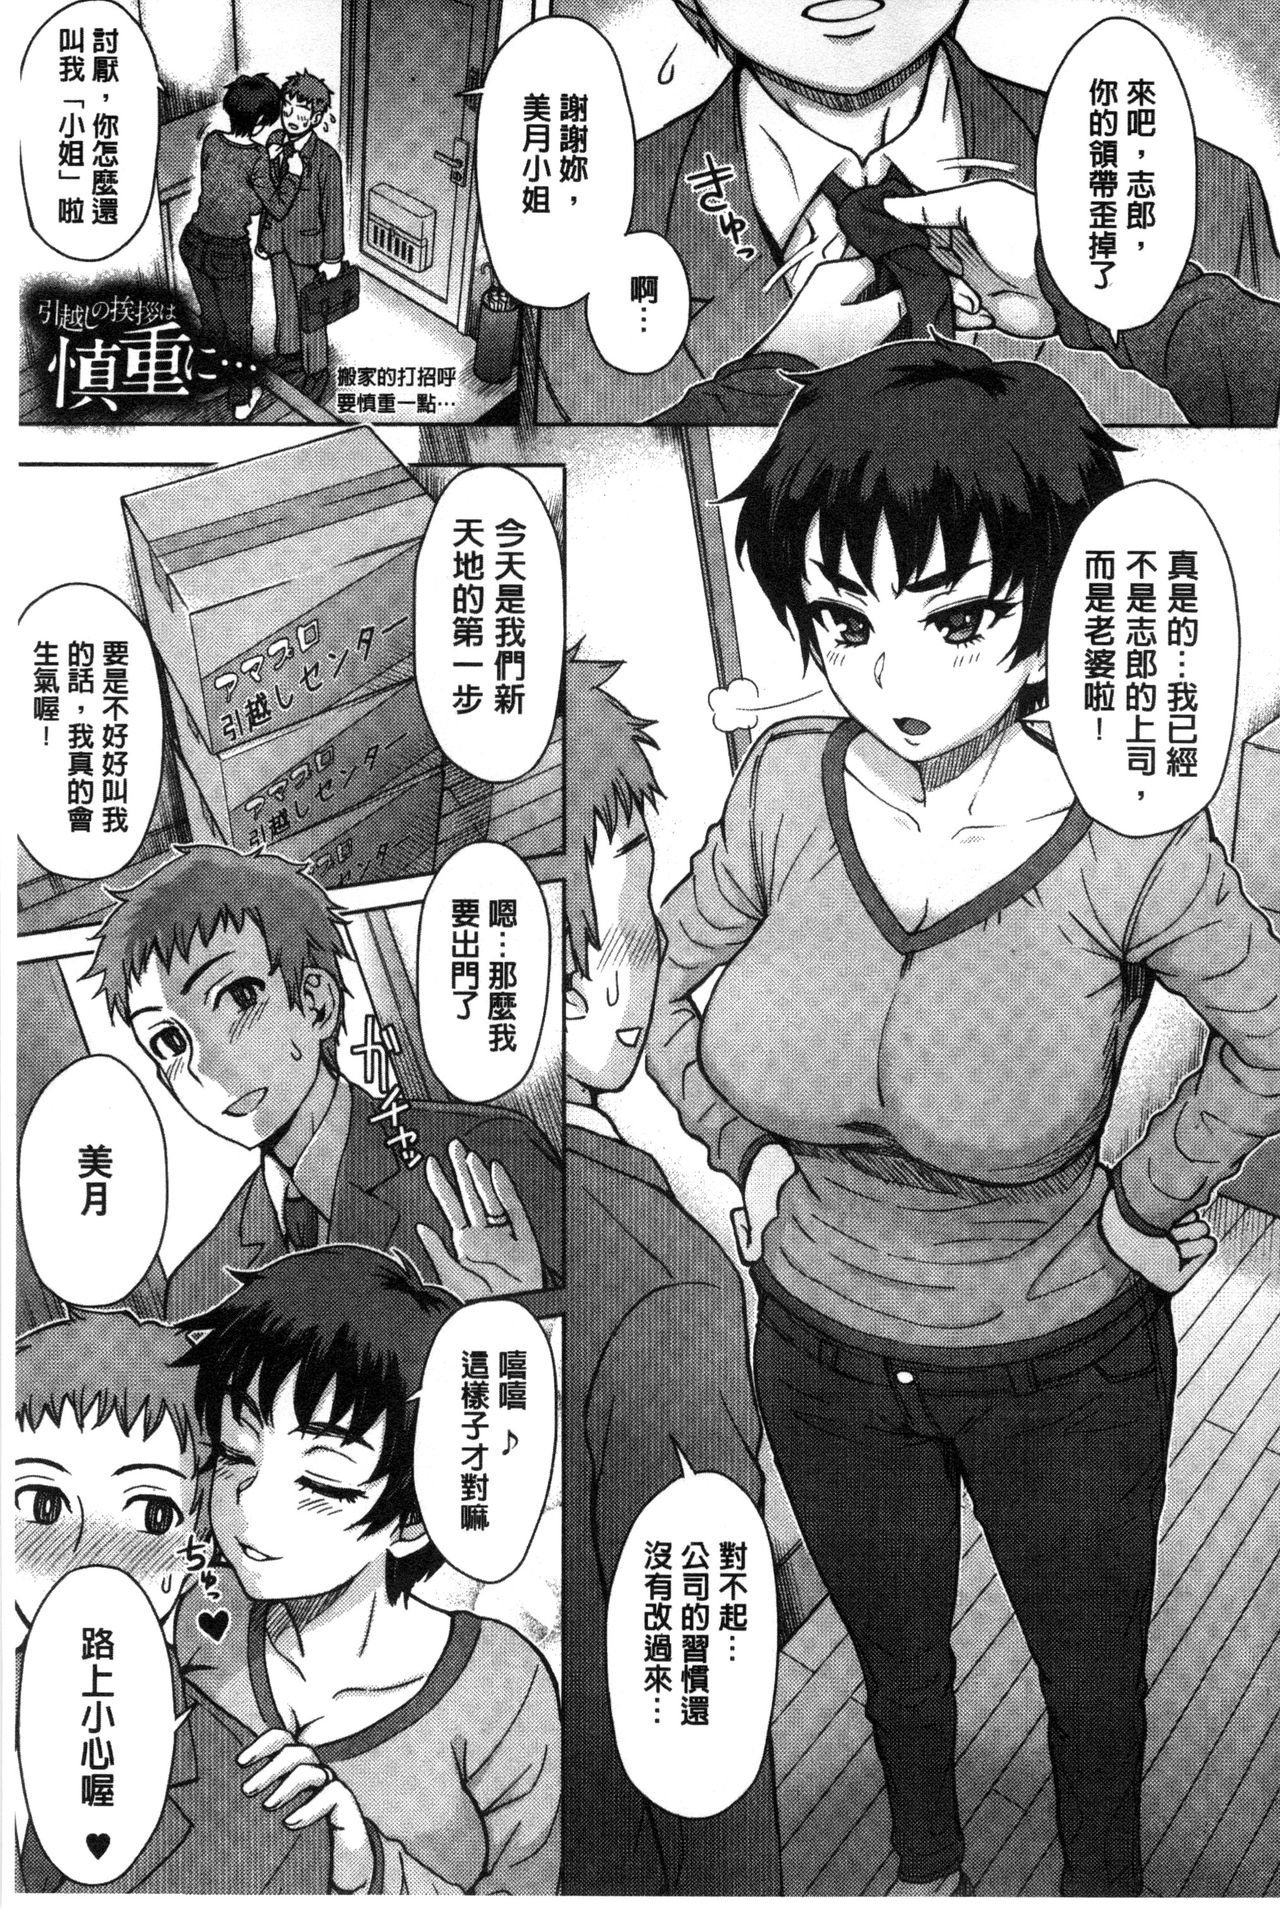 來吧，志郎，
你的領帶歪掉了
きゅっ
謝謝妳，
美月小姐
啊…
討厭，你怎麼還
叫我「小姐」啦
引越しの挨拶は
慎重に…
搬家的打招呼
要慎重一點…
真是的…我已經
不是志郎的上司，
而是老婆啦！
對不起…
公司的習慣還
沒有改過來…
今天是我們新
天地的第一步
アマゾロ
引越しセンター
アマゾロ
引越しセンター
要是不好好叫我
的話，我真的會
生氣喔！
嗯…那麼我
要出門了
ガチャッ
美月
嘻嘻♪
這樣子才對嘛
ちゅっ
♥
路上小心喔
♥